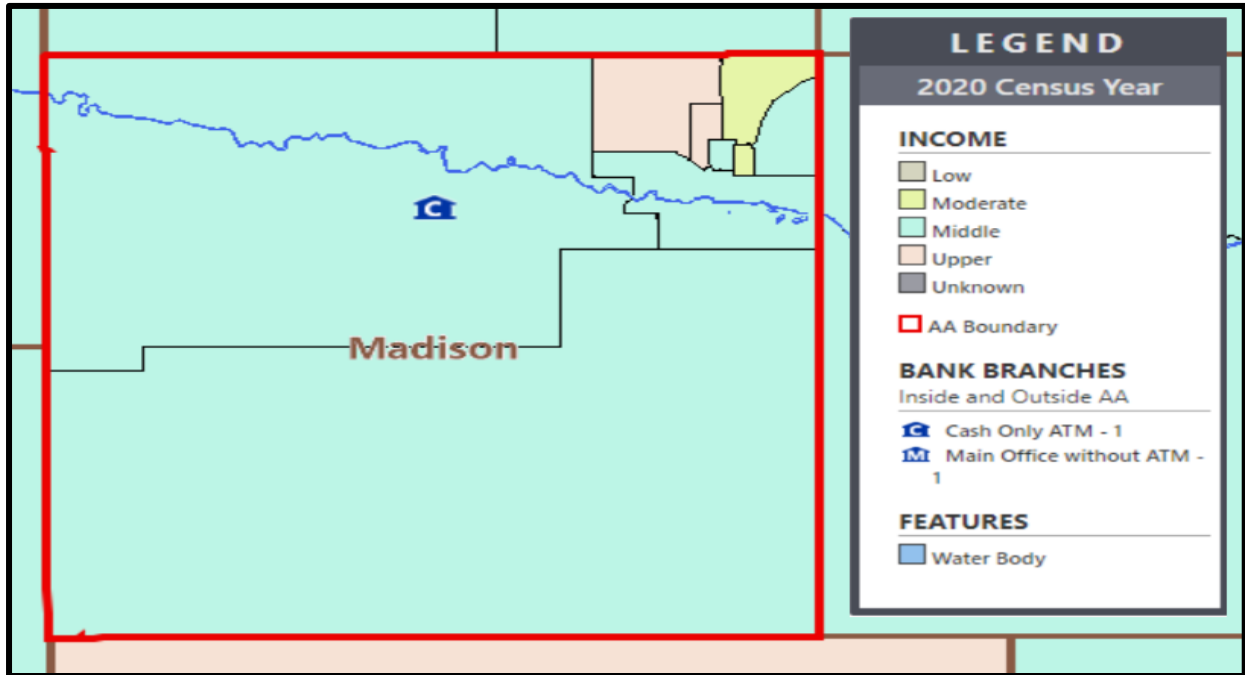 Madison
LEGEND
2020 Census Year
INCOME
Low
Moderate
Middle
Upper
Unknown
AA Boundary
BANK BRANCHES
Inside and Outside AA
C Cash Only ATM - 1
M Main Office without ATM -
1
FEATURES
Water Body
C